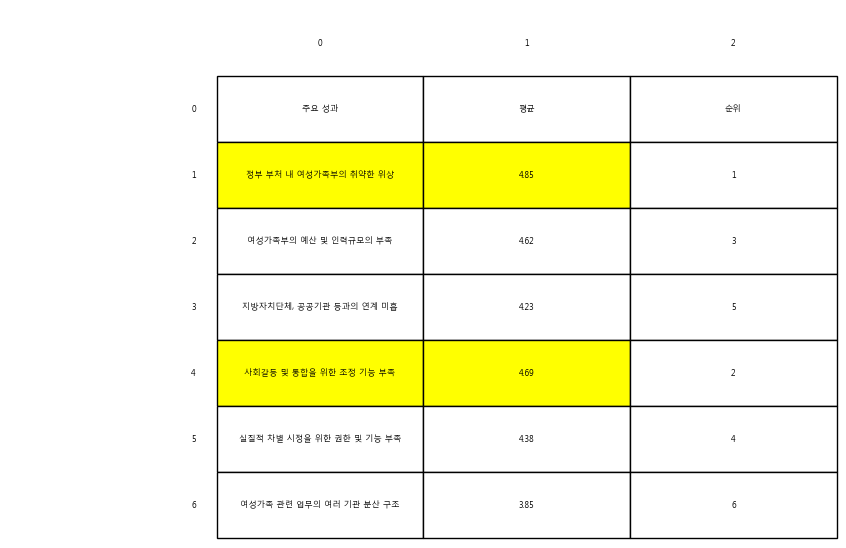 0 1 2
0 주요 성과 평균 순위
1 정부 부처 내 여성가족부의 취약한 위상 4.85 1
2 여성가족부의 예산 및 인력규모의 부족 4.62 3
3 지방자치단체, 공공기관 등과의 연계 미흡 4.23 5
4 사회갈등 및 통합을 위한 조정 기능 부족 4.69 2
5 실질적 차별 시정을 위한 권한 및 기능 부족 4.38 4
6 여성가족 관련 업무의 여러 기관 분산 구조 3.85 6